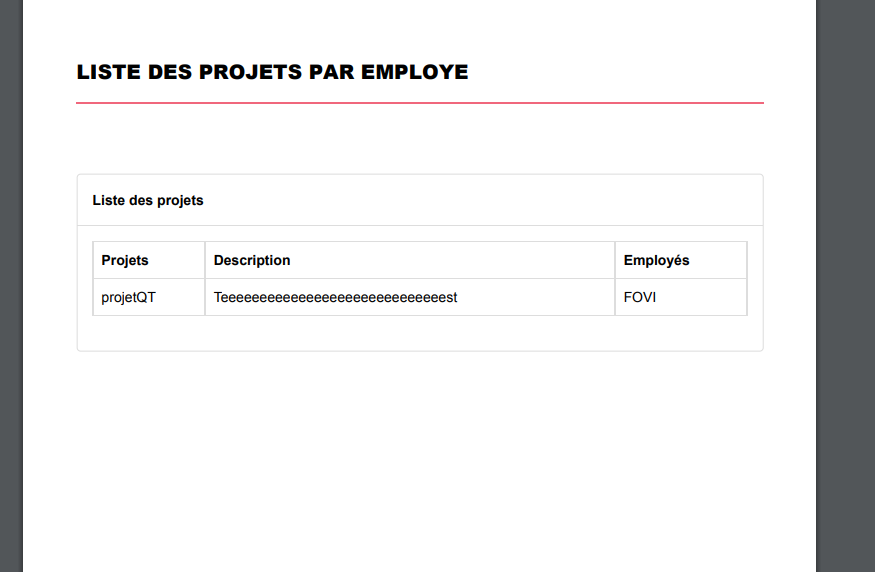 LISTE DES PROJETS PAR EMPLOYE
Liste des projets
Projets Description Employés
projetQT Teeeeeeeeeeeeeeeeeeeeeeeeeeeeest FOVI